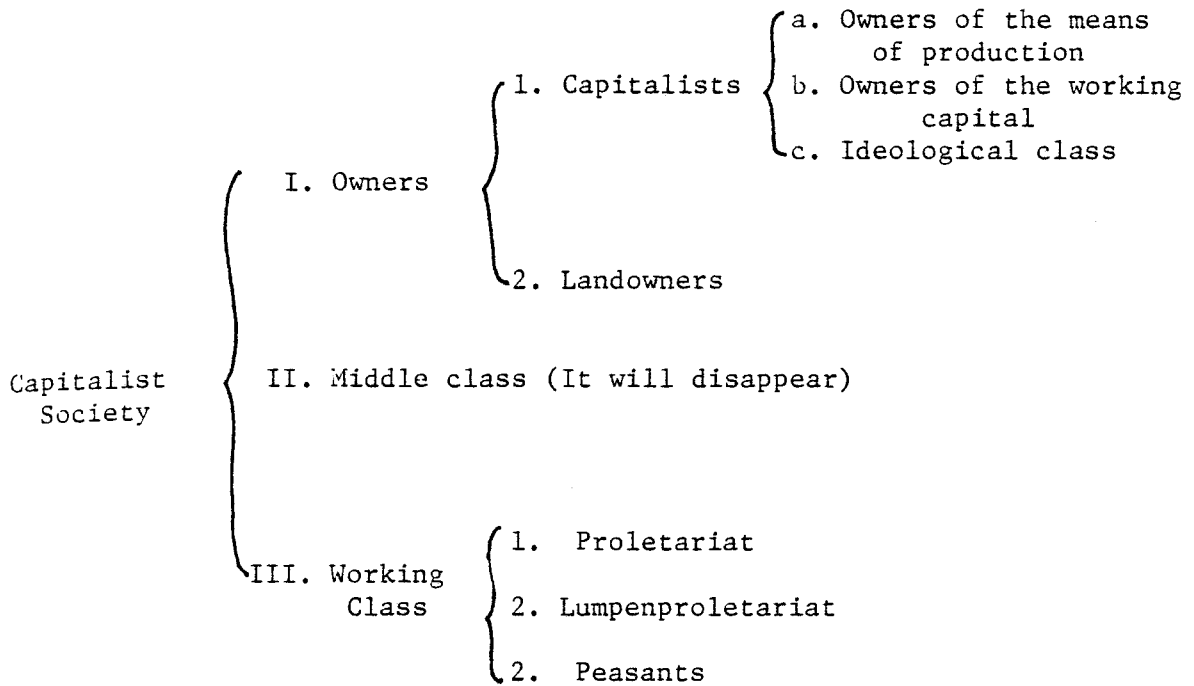 a. Owners of the means
of production
1. Capitalists
b. Owners of the working
capital
c. Ideological class
I. Owners
2. Landowners
Capitalist
Society
II. Middle class (It will disappear)
III. Working
Class
1. Proletariat
2. Lumpenproletariat
2. Peasants